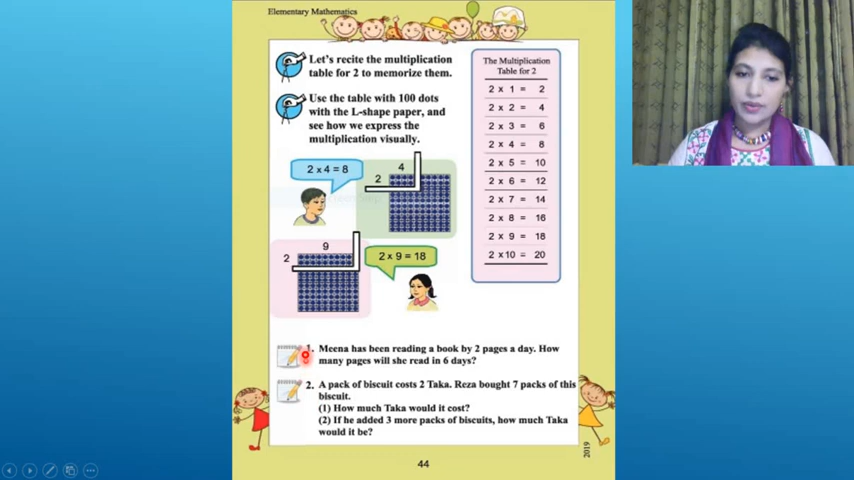 Elementary Mathematics
Let's recite the multiplication
table for 2 to memorize them.
Use the table with 100 dots
with the L-shape paper, and
see how we express the
multiplication visually.
2 x 4 = 8
4
2
9
2
2 x 9 = 18
The Multiplication
Table for 2
2 x 1 = 2
2 x 2 = 4
2 x 3 = 6
2 x 4 = 8
2 x 5 = 10
2 x 6 = 12
2 x 7 = 14
2 x 8 = 16
2 x 9 = 18
2 x 10 = 20
1. Meena has been reading a book by 2 pages a day. How
many pages will she read in 6 days?
2. A pack of biscuit costs 2 Taka. Reza bought 7 packs of this
biscuit.
(1) How much Taka would it cost?
(2) If he added 3 more packs of biscuits, how much Taka
would it be?
2019
44